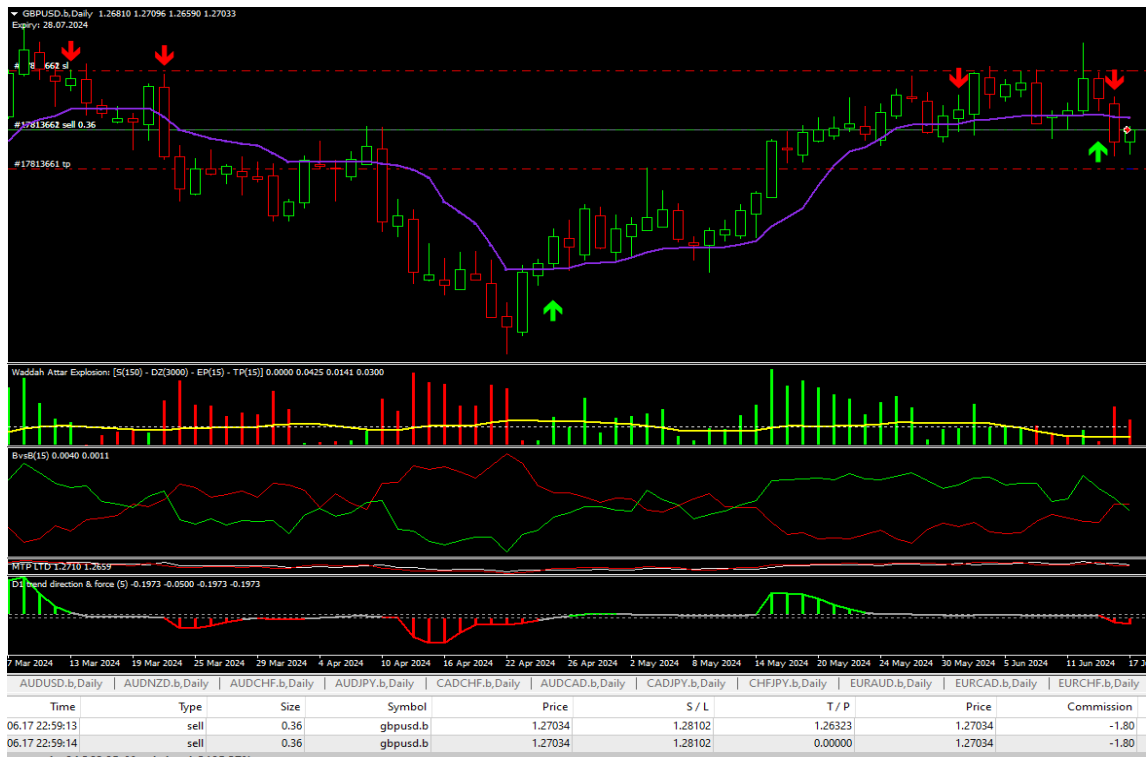 GBPUSD.b,Daily 1.26810 1.27096 1.26590 1.27033
Expiry: 28.07.2024
#17813662 sell 0.36
#17813661 tp
Waddah Attar Explosion: [S(150) - DZ(3000) - EP(15) - TP(15)] 0.0000 0.0425 0.0141 0.0300
BvsB(15) 0.0040 0.0011
MTP LTD 1.2710 1.2659
D1 trend direction & force (5) -0.1973 -0.0500 -0.1973 -0.1973
7 Mar 2024 13 Mar 2024 19 Mar 2024 25 Mar 2024 29 Mar 2024 4 Apr 2024 10 Apr 2024 16 Apr 2024 22 Apr 2024 26 Apr 2024 2 May 2024 8 May 2024 14 May 2024 20 May 2024 24 May 2024 30 May 2024 5 Jun 2024 11 Jun 2024 17
AUDUSD.b,Daily | AUDNZD.b,Daily | AUDCHF.b,Daily | AUDJPY.b,Daily | CADCHF.b,Daily | AUDCAD.b,Daily | CADJPY.b,Daily | CHFJPY.b,Daily | EURAUD.b,Daily | EURCAD.b,Daily | EURCHF.b,Daily
Time Type Size Symbol Price S / L T / P Price Commission
06.17 22:59:13 sell 0.36 gbpusd.b 1.27034 1.28102 1.26323 1.27034 -1.80
06.17 22:59:14 sell 0.36 gbpusd.b 1.27034 1.28102 0.00000 1.27034 -1.80